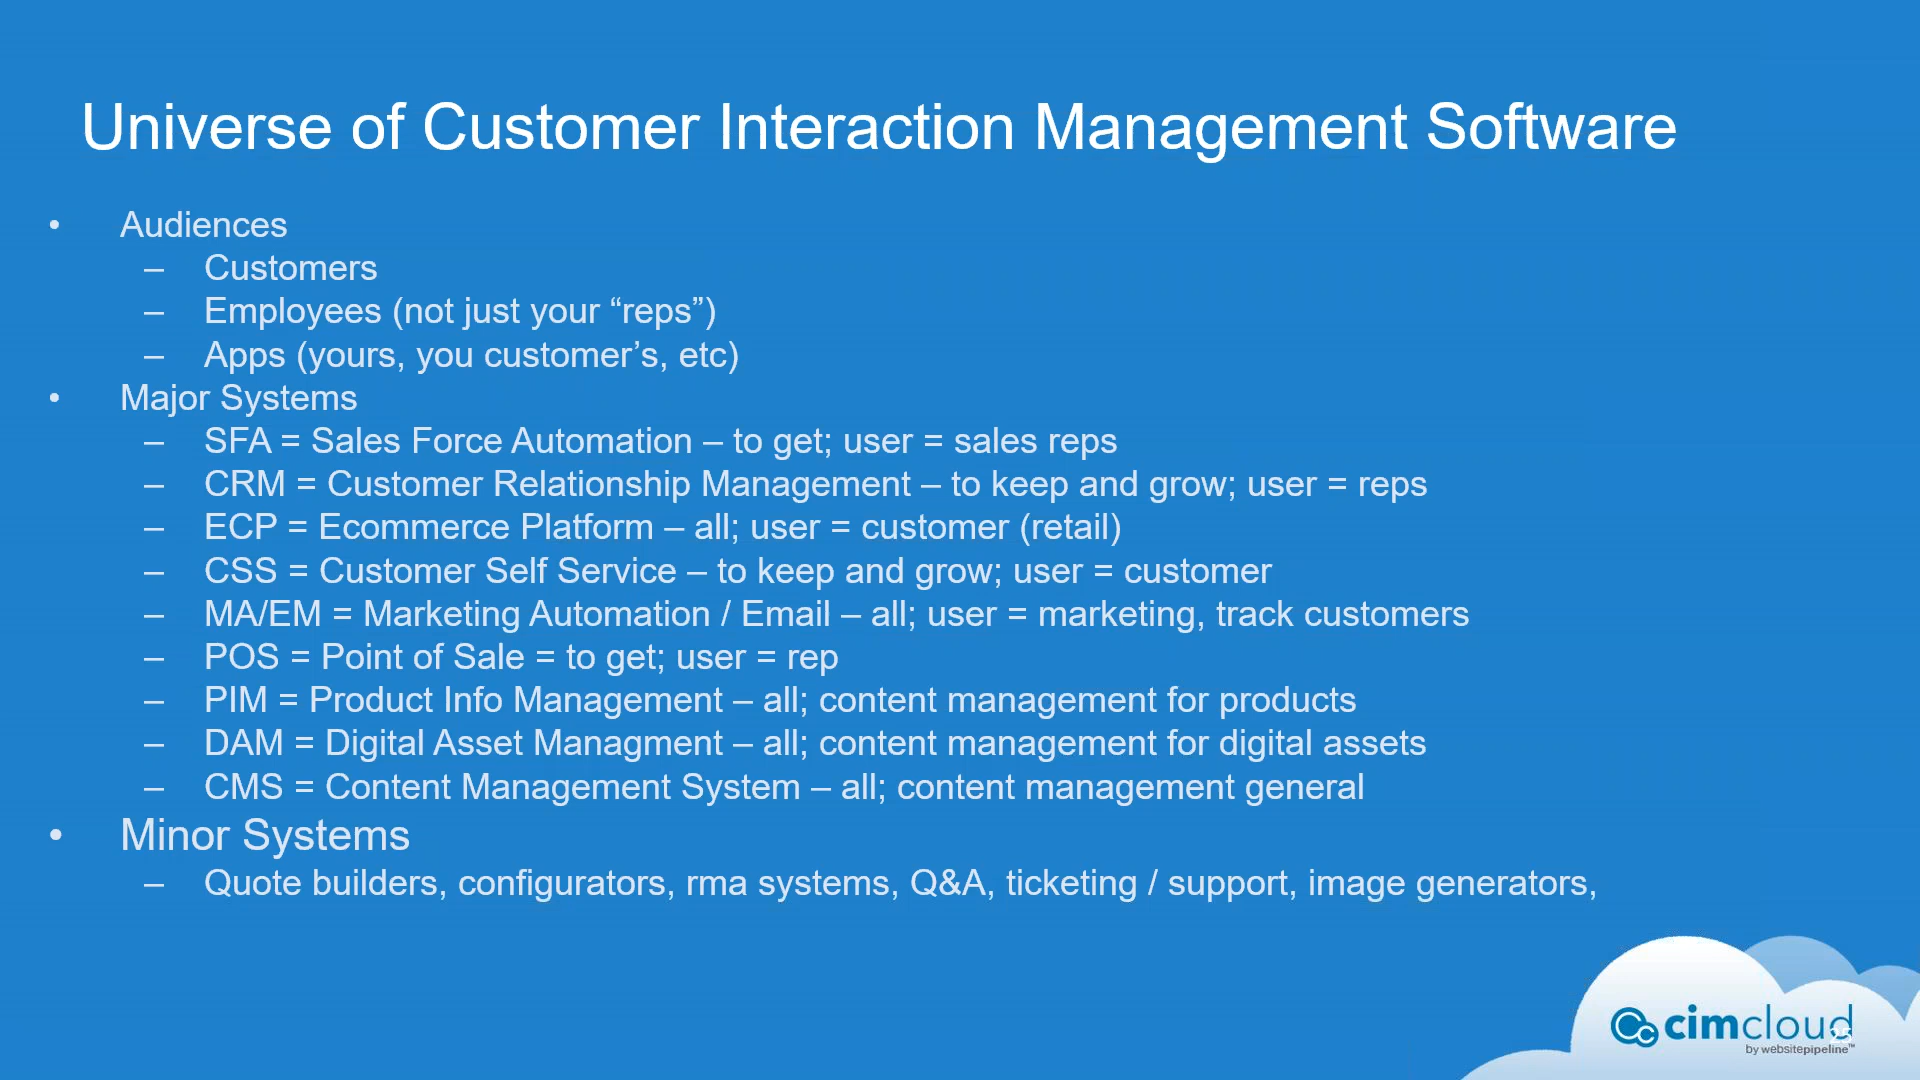 Universe of Customer Interaction Management Software
• Audiences
– Customers
– Employees (not just your “reps”)
– Apps (yours, you customer’s, etc)
• Major Systems
– SFA = Sales Force Automation – to get; user = sales reps
– CRM = Customer Relationship Management – to keep and grow; user = reps
– ECP = Ecommerce Platform – all; user = customer (retail)
– CSS = Customer Self Service – to keep and grow; user = customer
– MA/EM = Marketing Automation / Email – all; user = marketing, track customers
– POS = Point of Sale = to get; user = rep
– PIM = Product Info Management – all; content management for products
– DAM = Digital Asset Managment – all; content management for digital assets
– CMS = Content Management System – all; content management general
• Minor Systems
– Quote builders, configurators, rma systems, Q&A, ticketing / support, image generators,
cimcloud
by websitepipeline™